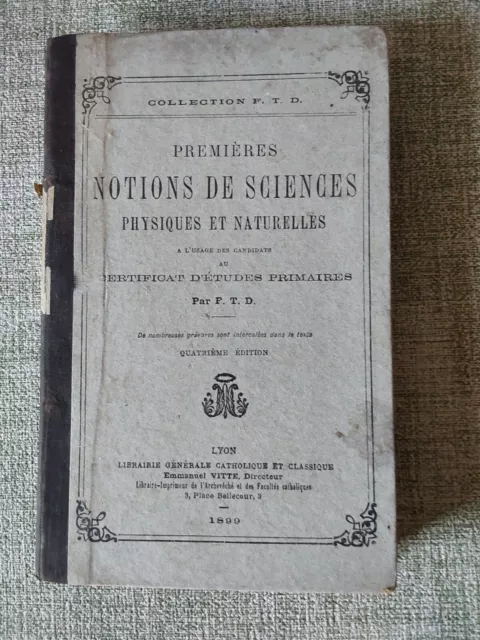 COLLECTION F. T. D.
PREMIÈRES
NOTIONS DE SCIENCES
PHYSIQUES ET NATURELLES
A L'USAGE DES CANDIDATS
AU
CERTIFICAT D'ÉTUDES PRIMAIRES
Par F. T. D.
De nombreuses gravures sont intercalées dans le texte
QUATRIÈME ÉDITION
LYON
LIBRAIRIE GÉNÉRALE CATHOLIQUE ET CLASSIQUE
Emmanuel VITTE, Directeur
Libraire-Imprimeur de l'Archevêché et des Facultés catholiques
3, Place Bellecour, 3
1899